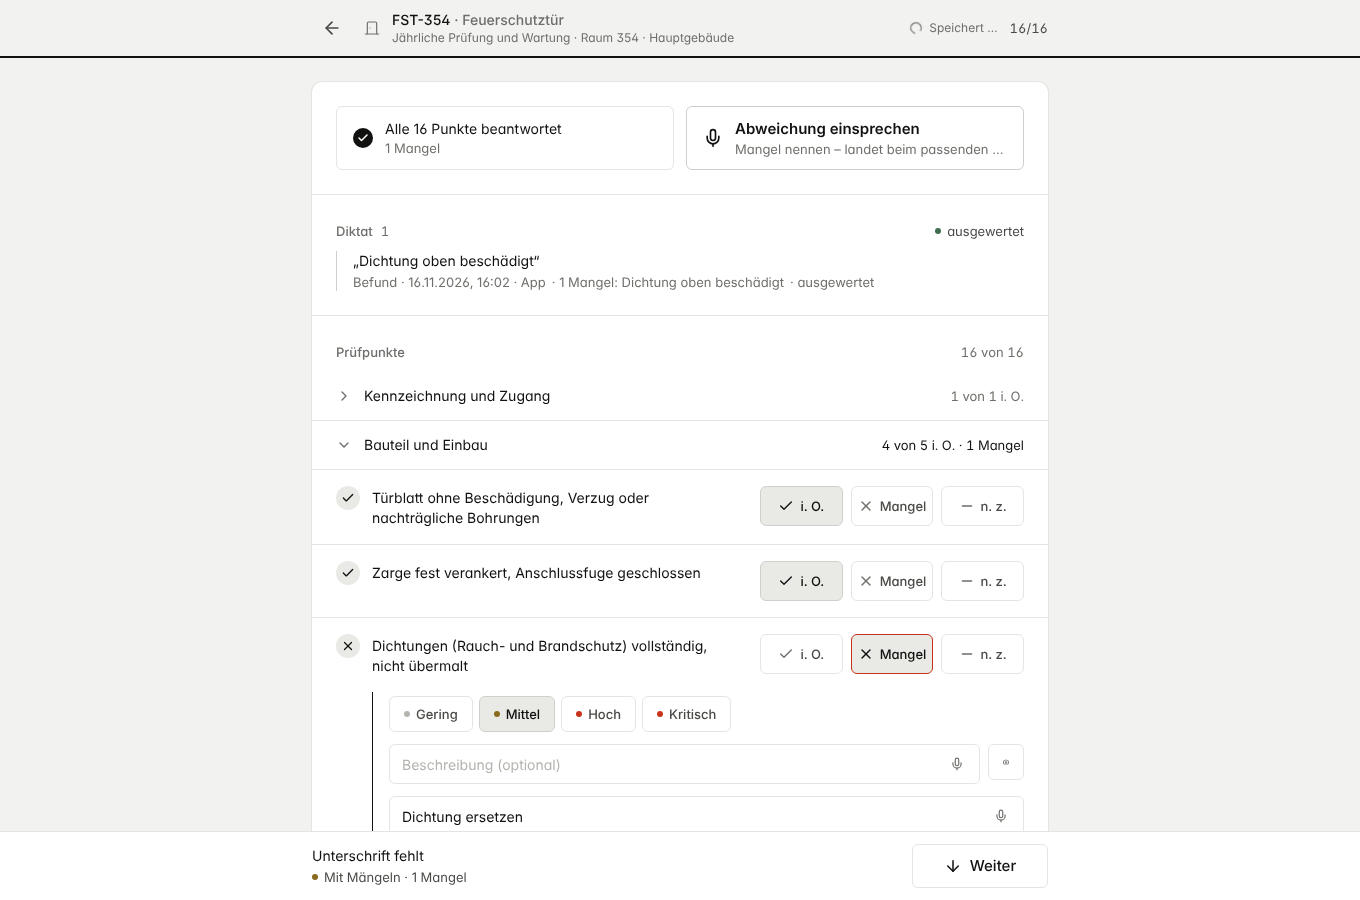 FST-354 · Feuerschutztür
Jährliche Prüfung und Wartung · Raum 354 · Hauptgebäude
Speichert ... 16/16
Alle 16 Punkte beantwortet
1 Mangel
Abweichung einsprechen
Mangel nennen – landet beim passenden ...
Diktat 1
ausgewertet
„Dichtung oben beschädigt“
Befund · 16.11.2026, 16:02 · App · 1 Mangel: Dichtung oben beschädigt · ausgewertet
Prüfpunkte
16 von 16
Kennzeichnung und Zugang
1 von 1 i. O.
Bauteil und Einbau
4 von 5 i. O. · 1 Mangel
Türblatt ohne Beschädigung, Verzug oder
nachträgliche Bohrungen
i. O. Mangel n. z.
Zarge fest verankert, Anschlussfuge geschlossen
i. O. Mangel n. z.
Dichtungen (Rauch- und Brandschutz) vollständig,
nicht übermalt
i. O. Mangel n. z.
Gering Mittel Hoch Kritisch
Beschreibung (optional)
Dichtung ersetzen
Unterschrift fehlt
Mit Mängeln · 1 Mangel
Weiter